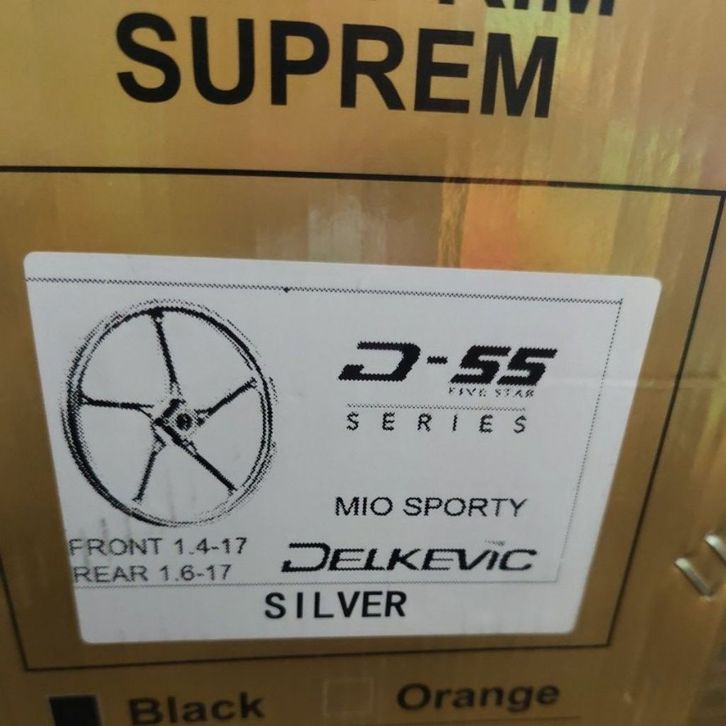 SUPREM
D-55
FIVE STAR
SERIES
MIO SPORTY
FRONT 1.4-17
REAR 1.6-17
DELKEVIC
SILVER
Black
Orange